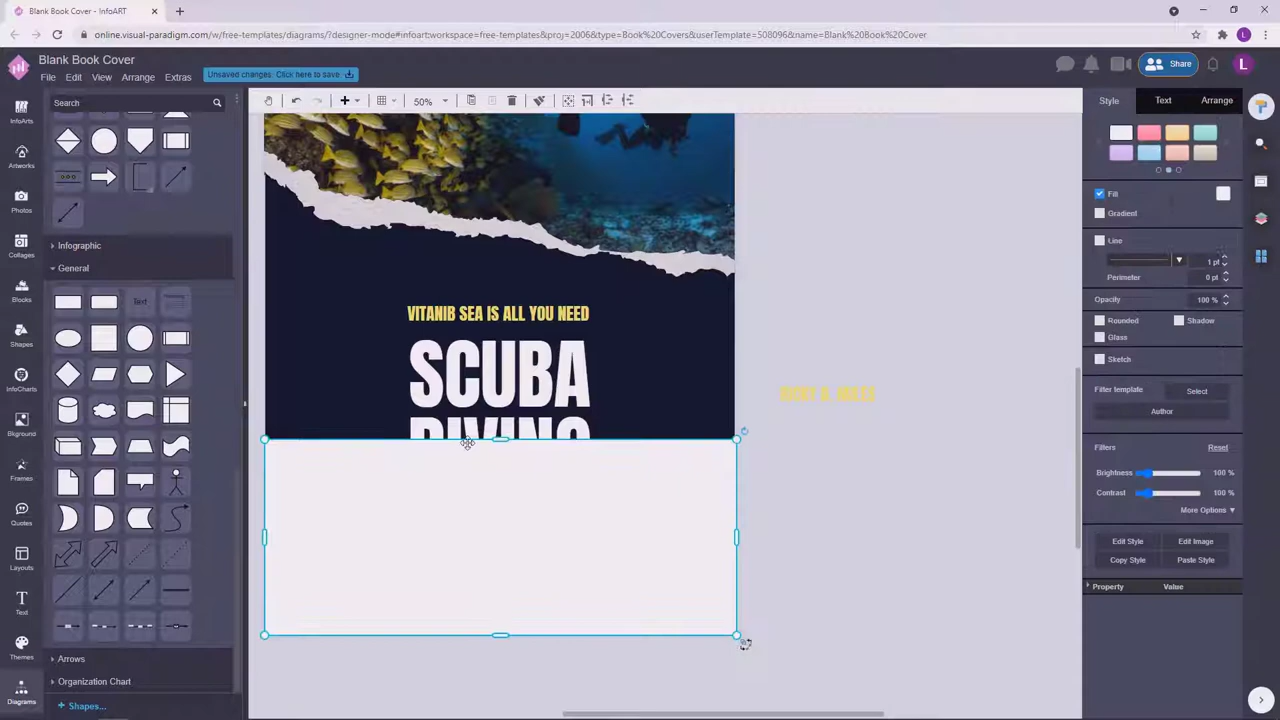 Blank Book Cover - InfoART
online.visual-paradigm.com/w/free-templates/diagrams/?designer-mode#infoart:workspace=free-templates&proj=2006&type=Book%20Covers&userTemplate=508096&name=Blank%20Book%20Cover
L
Blank Book Cover
File Edit View Arrange Extras
Unsaved changes: Click here to save
Share
L
Search
50%
Style Text Arrange
InfoArts
Artworks
Photos
Collages
Blocks
Shapes
InfoCharts
Bkground
Frames
Quotes
Layouts
Text
Themes
Diagrams
Infographic
General
Text
Arrows
Organization Chart
+ Shapes...
VITANIB SEA IS ALL YOU NEED
SCUBA
DIVING
Fill
Gradient
Line
1 pt
Perimeter 0 pt
Opacity 100 %
Rounded Shadow
Glass
Stretch
Filter template Select
Author
Filters Reset
Brightness 100 %
Contrast 100 %
More Options ▼
Edit Style Edit Image
Copy Style Paste Style
Property Value